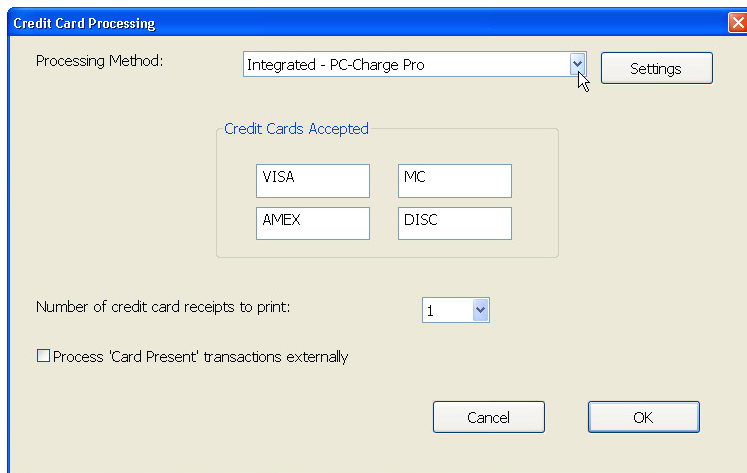 Credit Card Processing
Processing Method: Integrated - PC-Charge Pro Settings
Credit Cards Accepted
VISA MC
AMEX DISC
Number of credit card receipts to print: 1
Process 'Card Present' transactions externally
Cancel OK